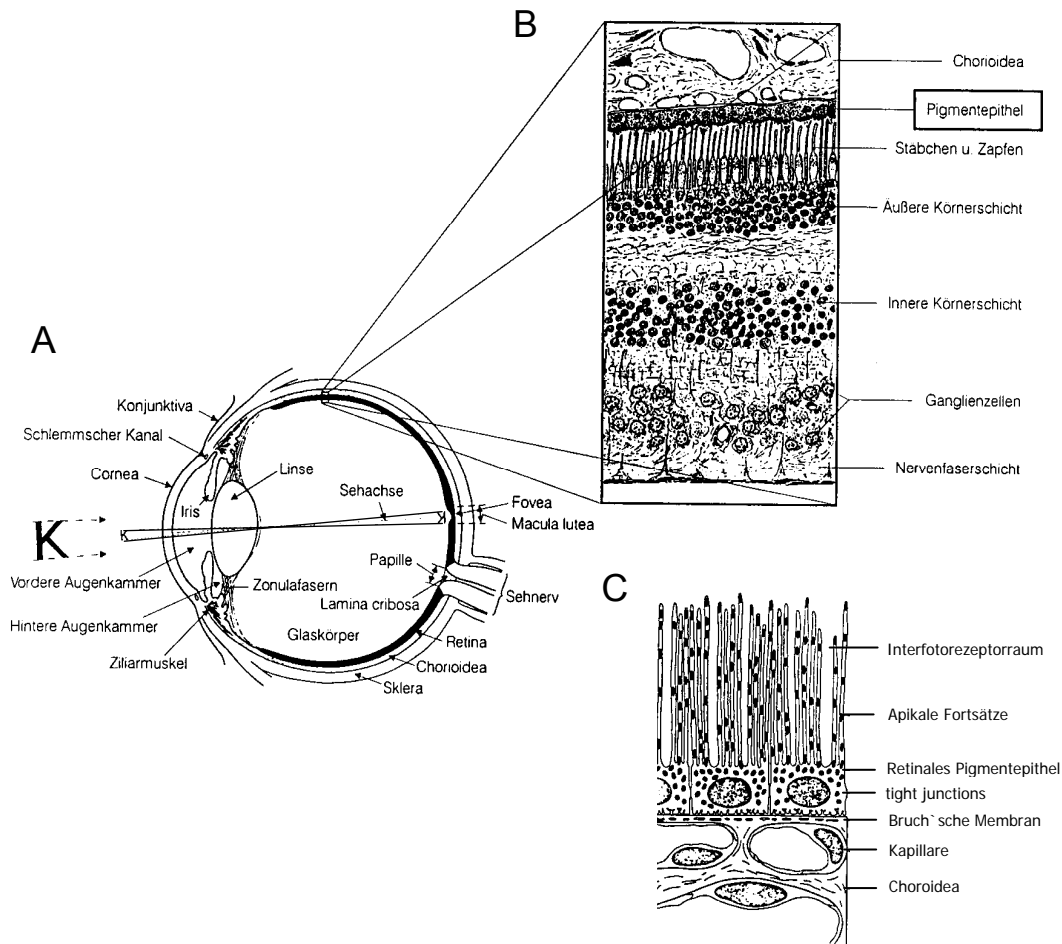 B
Chorioidea
Pigmentepithel
Stäbchen u. Zapfen
Äußere Körnerschicht
Innere Körnerschicht
Ganglienzellen
Nervenfaserschicht
A
Konjunktiva
Schlemmscher Kanal
Cornea
Iris
Linse
Sehachse
Fovea
Macula lutea
K
K
K
Vordere Augenkammer
Hintere Augenkammer
Ziliarmuskel
Zonulafasern
Papille
Lamina cribosa
Sehnerv
Glaskörper
Retina
Chorioidea
Sklera
C
Interfotorezeptorraum
Apikale Fortsätze
Retinales Pigmentepithel
tight junctions
Bruch`sche Membran
Kapillare
Choroidea